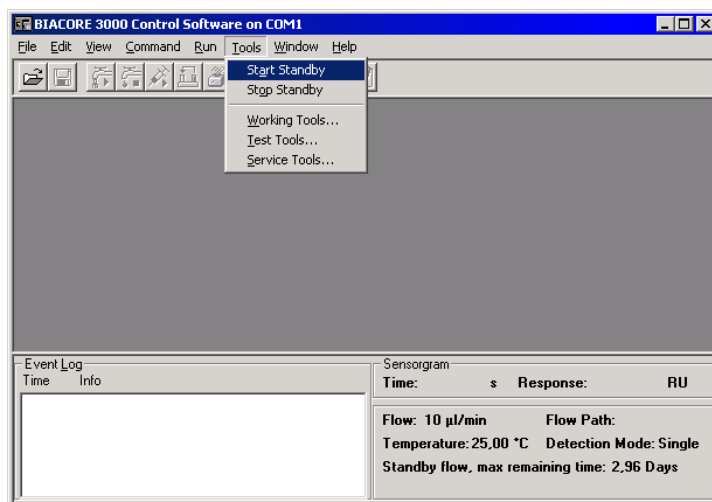 BIACORE 3000 Control Software on COM1
File Edit View Command Run Tools Window Help
Start Standby
Stop Standby
Working Tools...
Test Tools...
Service Tools...
Event Log
Time Info
Sensorgram
Time: s Response: RU
Flow: 10 µl/min Flow Path:
Temperature: 25,00 °C Detection Mode: Single
Standby flow, max remaining time: 2,96 Days